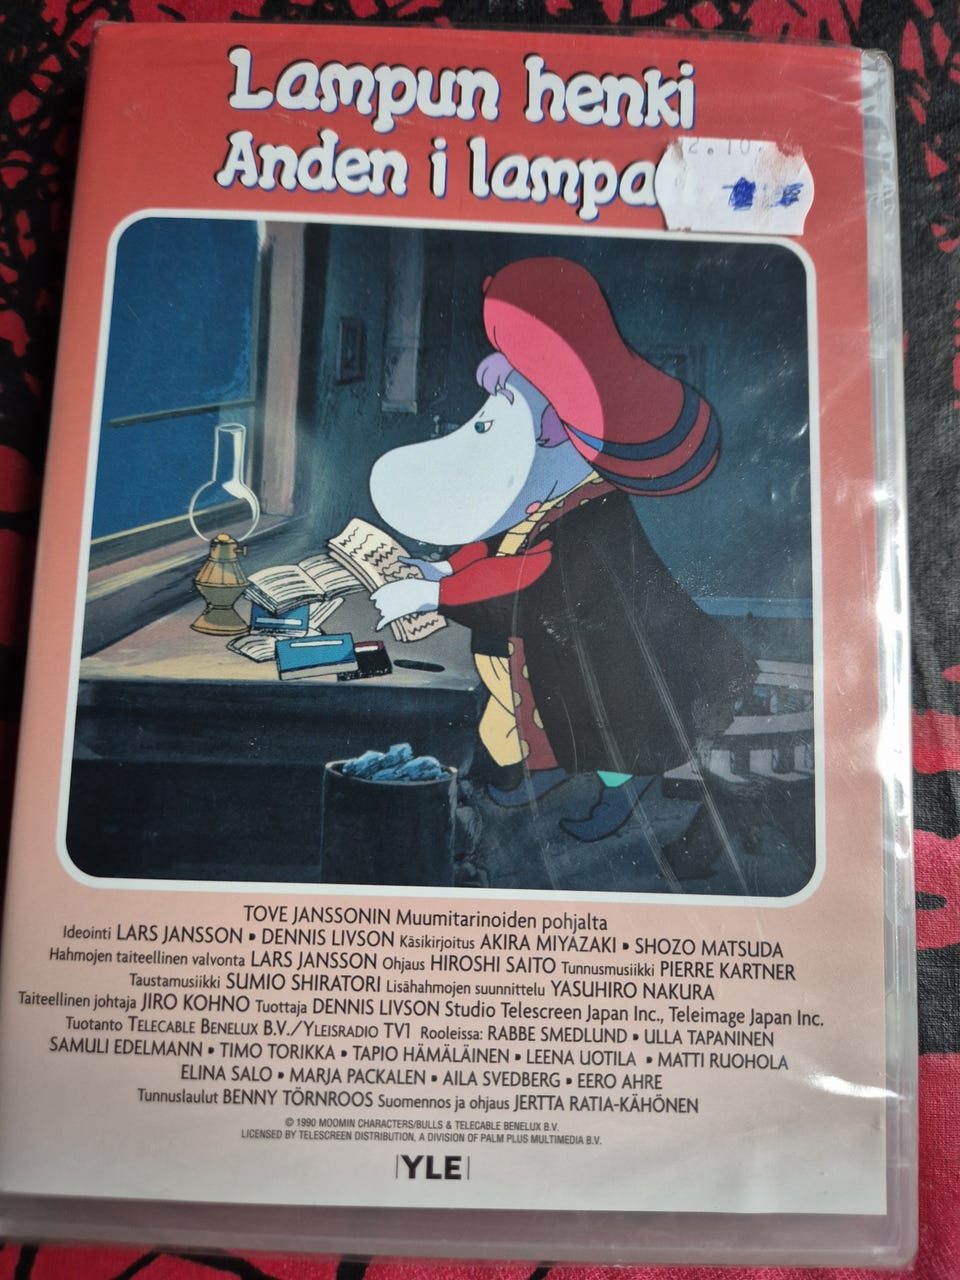 Lampun henki
Anden i lampa
2.10.
TOVE JANSSONIN Muumitarinoiden pohjalta
Ideointi LARS JANSSON • DENNIS LIVSON Käsikirjoitus AKIRA MIYAZAKI • SHOZO MATSUDA
Hahmojen taiteellinen valvonta LARS JANSSON Ohjaus HIROSHI SAITO Tunnusmusiikki PIERRE KARTNER
Taustamusiikki SUMIO SHIRATORI Lisähahmojen suunnittelu YASUHIRO NAKURA
Taiteellinen johtaja JIRO KOHNO Tuottaja DENNIS LIVSON Studio Telescreen Japan Inc., Teleimage Japan Inc.
Tuotanto TELECABLE BENELUX B.V./YLEISRADIO TV1 Rooleissa: RABBE SMEDLUND • ULLA TAPANINEN
SAMULI EDELMANN • TIMO TORIKKA • TAPIO HÄMÄLÄINEN • LEENA UOTILA • MATTI RUOHOLA
ELINA SALO • MARJA PACKALEN • AILA SVEDBERG • EERO AHRE
Tunnuslaulut BENNY TÖRNROOS Suomennos ja ohjaus JERTTA RATIA-KÄHÖNEN
© 1990 MOOMIN CHARACTERS/BULLS & TELECABLE BENELUX B.V.
LICENSED BY TELESCREEN DISTRIBUTION, A DIVISION OF PALM PLUS MULTIMEDIA B.V.
YLE